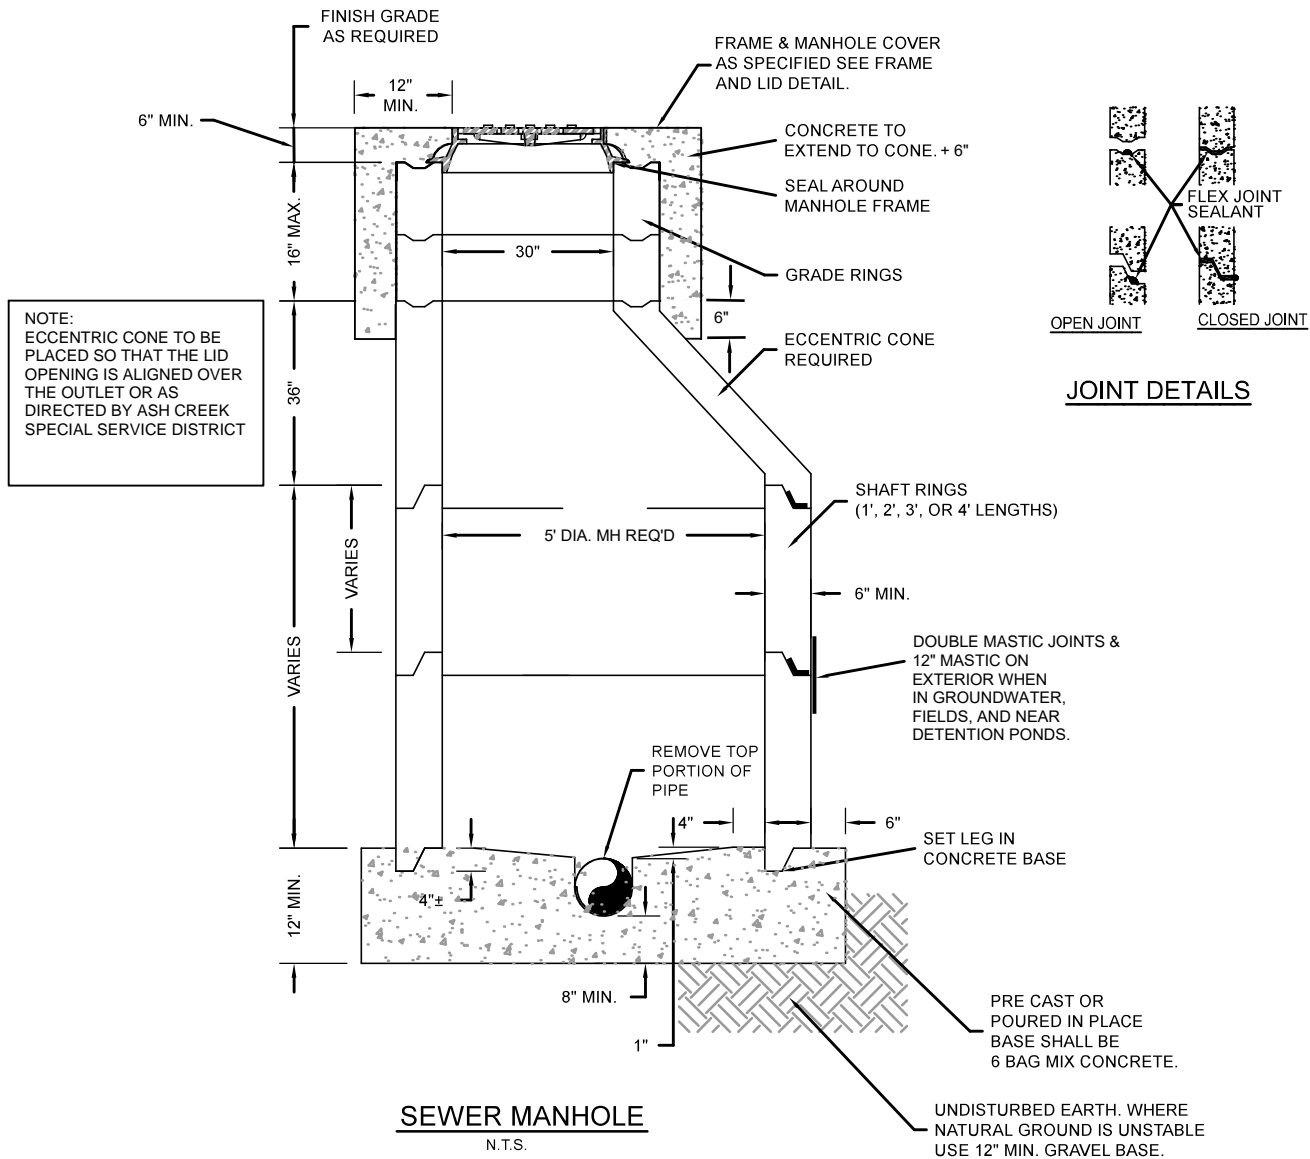 FINISH GRADE
AS REQUIRED
FRAME & MANHOLE COVER
AS SPECIFIED SEE FRAME
AND LID DETAIL.
12"
MIN.
6" MIN.
CONCRETE TO
EXTEND TO CONE. + 6"
SEAL AROUND
MANHOLE FRAME
FLEX JOINT
SEALANT
16" MAX.
30"
GRADE RINGS
6"
OPEN JOINT
CLOSED JOINT
NOTE:
ECCENTRIC CONE TO BE
PLACED SO THAT THE LID
OPENING IS ALIGNED OVER
THE OUTLET OR AS
DIRECTED BY ASH CREEK
SPECIAL SERVICE DISTRICT
ECCENTRIC CONE
REQUIRED
36"
JOINT DETAILS
SHAFT RINGS
(1', 2', 3', OR 4' LENGTHS)
5' DIA. MH REQ'D
VARIES
6" MIN.
VARIES
DOUBLE MASTIC JOINTS &
12" MASTIC ON
EXTERIOR WHEN
IN GROUNDWATER,
FIELDS, AND NEAR
DETENTION PONDS.
REMOVE TOP
PORTION OF
PIPE
4"
6"
SET LEG IN
CONCRETE BASE
12" MIN.
4"±
8" MIN.
1"
PRE CAST OR
POURED IN PLACE
BASE SHALL BE
6 BAG MIX CONCRETE.
SEWER MANHOLE
N.T.S.
UNDISTURBED EARTH. WHERE
NATURAL GROUND IS UNSTABLE
USE 12" MIN. GRAVEL BASE.